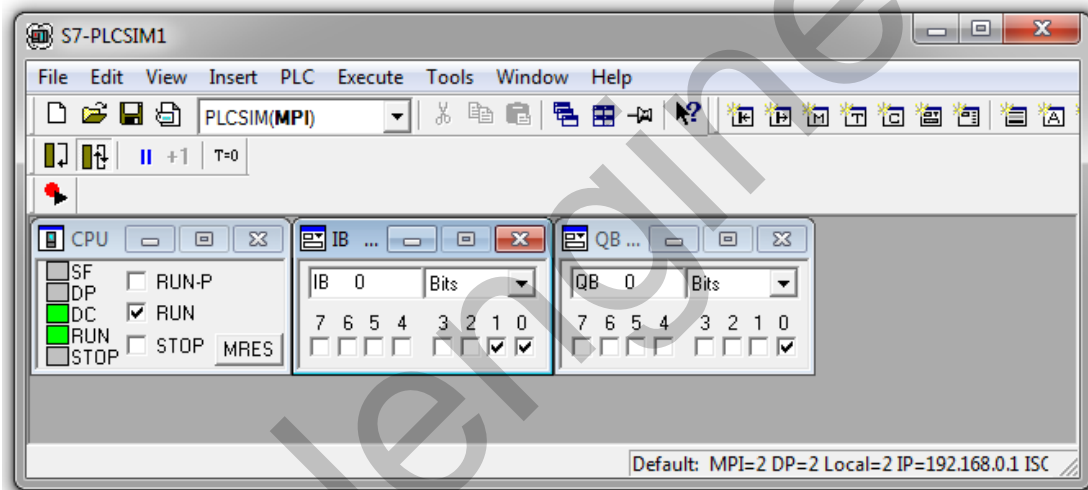 S7-PLCSIM1
File Edit View Insert PLC Execute Tools Window Help
PLCSIM(MPI)
+1 T=0
CPU
IB ...
QB ...
SF
DP
DC
RUN
STOP
RUN-P
RUN
STOP
MRES
IB 0 Bits
7 6 5 4 3 2 1 0
QB 0 Bits
7 6 5 4 3 2 1 0
Default: MPI=2 DP=2 Local=2 IP=192.168.0.1 ISO